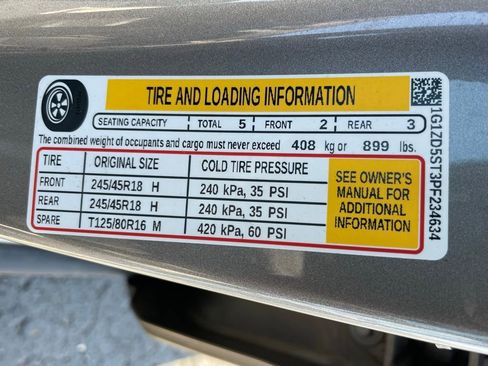 TIRE AND LOADING INFORMATION
SEATING CAPACITY TOTAL 5 FRONT 2 REAR 3
The combined weight of occupants and cargo must never exceed 408 kg or 899 lbs.
TIRE ORIGINAL SIZE COLD TIRE PRESSURE
FRONT 245/45R18 H 240 kPa, 35 PSI
REAR 245/45R18 H 240 kPa, 35 PSI
SPARE T125/80R16 M 420 kPa, 60 PSI
SEE OWNER'S
MANUAL FOR
ADDITIONAL
INFORMATION
1G1ZD5ST3PF234634